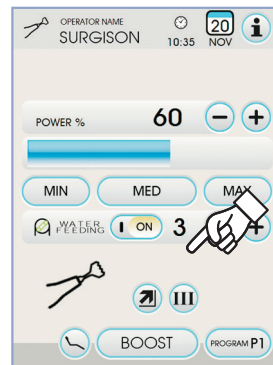 OPERATOR NAME
SURGISON
10:35
20
NOV
i
POWER %
60
MIN
MED
MAX
WATER
FEEDING
I ON
3
III
BOOST
PROGRAM P1